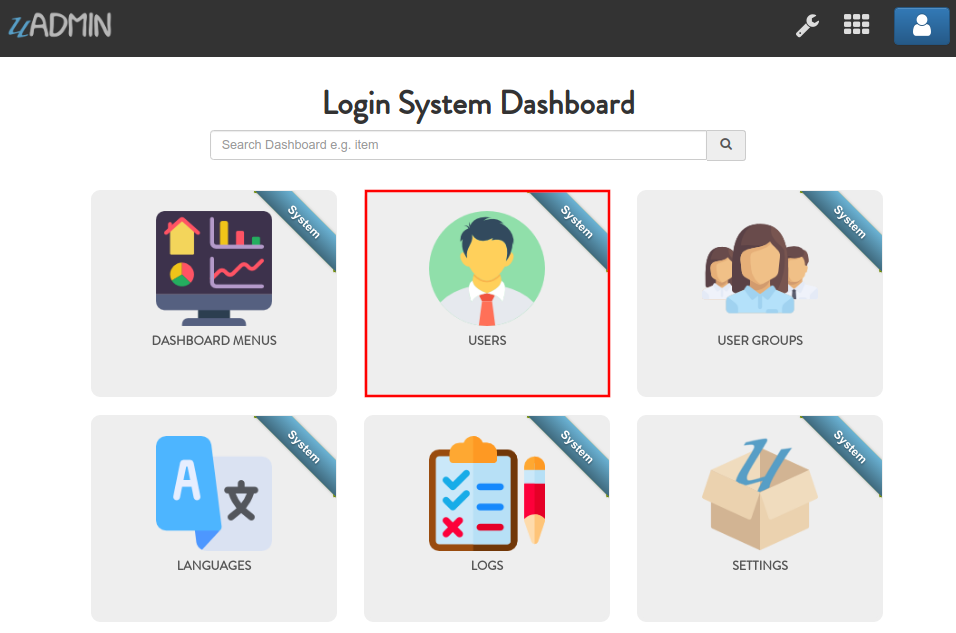 uADMIN
Login System Dashboard
Search Dashboard e.g. item
System
System
System
DASHBOARD MENUS
USERS
USER GROUPS
System
System
System
A 文
LANGUAGES
LOGS
u
SETTINGS